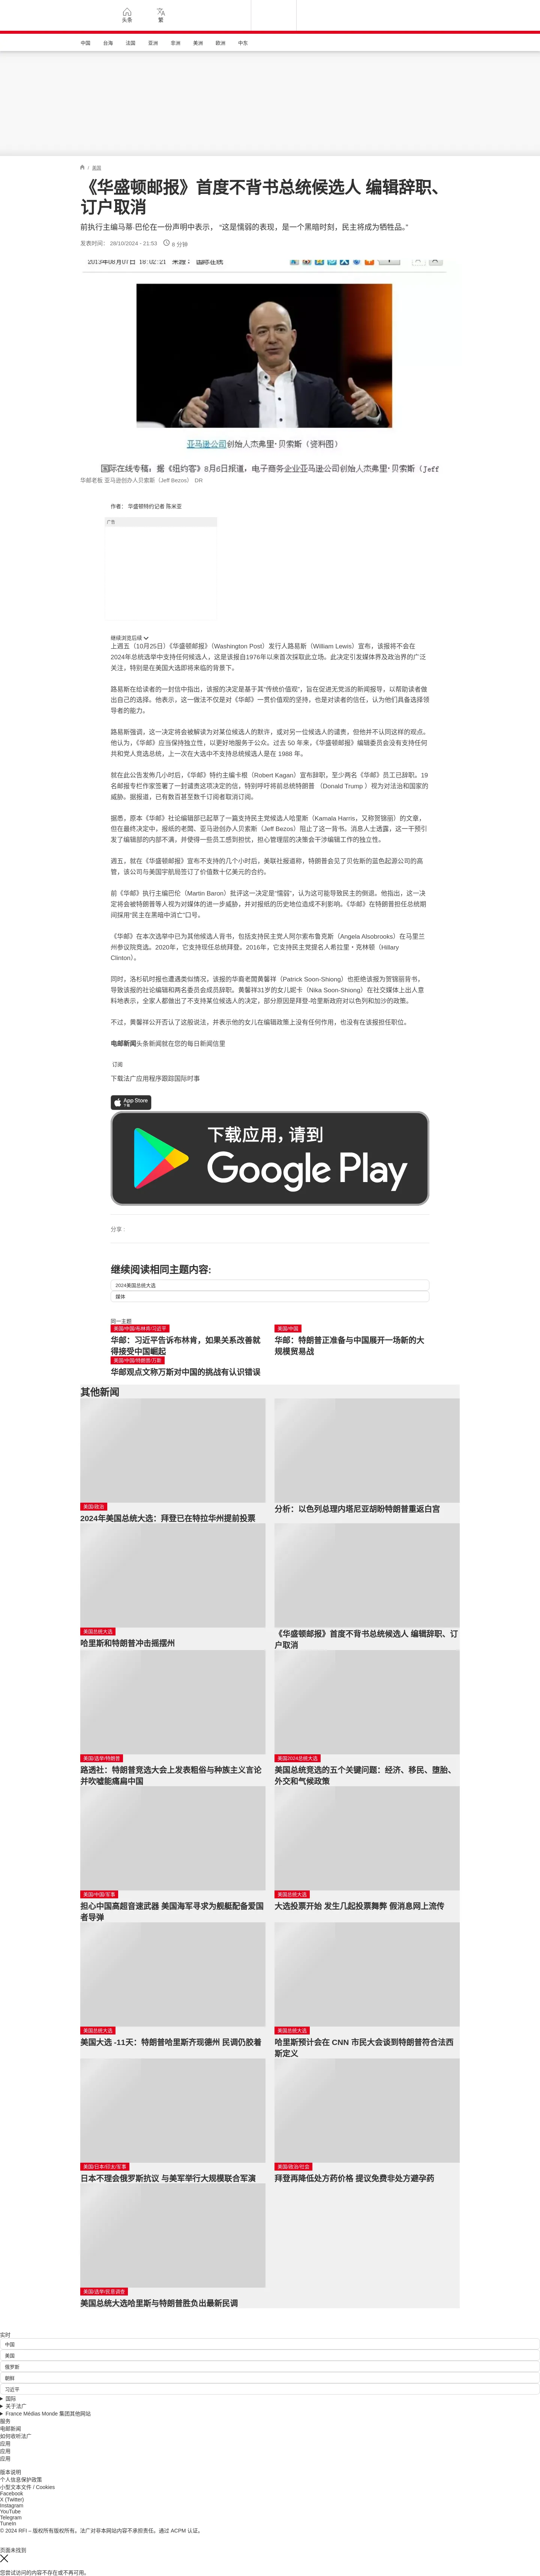 头条
繁
中国
台海
法国
亚洲
非洲
美洲
欧洲
中东
/ 美国
《华盛顿邮报》首度不背书总统候选人 编辑辞职、
订户取消
前执行主编马蒂·巴伦在一份声明中表示， “这是懦弱的表现，是一个黑暗时刻，民主将成为牺牲品。”
发表时间： 28/10/2024 - 21:53
6 分钟
2013年08月07日 18:02:21 来源： 国际在线
亚马逊公司创始人杰弗里·贝索斯（资料图）
国际在线专稿：据《纽约客》8月6日报道，电子商务企业亚马逊公司创始人杰弗里·贝索斯（Jeff
华邮老板 亚马逊创办人贝索斯（Jeff Bezos） DR
作者： 华盛顿特约记者 陈米亚
广告
继续浏览后续
上週五（10月25日）《华盛顿邮报》（Washington Post）发行人路易斯（William Lewis）宣布，该报将不会在
2024年总统选举中支持任何候选人，这是该报自1976年以来首次採取此立场。此决定引发媒体界及政治界的广泛
关注，特别是在美国大选即将来临的背景下。
路易斯在给读者的一封信中指出，该报的决定是基于其“传统价值观”，旨在促进无党派的新闻报导，以帮助读者做
出自己的选择。他表示，这一做法不仅是对《华邮》一贯价值观的坚持，也是对读者的信任，认为他们具备选择领
导者的能力。
路易斯强调，这一决定将会被解读为对某位候选人的默许，或对另一位候选人的谴责，但他并不认同这样的观点。
他认为，《华邮》应当保持独立性，以更好地服务于公众。过去 50 年来，《华盛顿邮报》编辑委员会没有支持任何
共和党人竞选总统，上一次在大选中不支持总统候选人是在 1988 年。
就在此公告发佈几小时后，《华邮》特约主编卡根（Robert Kagan）宣布辞职，至少两名《华邮》员工已辞职。19
名邮报专栏作家签署了一封谴责这项决定的信，特别呼吁将前总统特朗普 （Donald Trump ）视为对法治和国家的
威胁。据报道，已有数百甚至数千订阅者取消订阅。
据悉，原本《华邮》社论编辑部已起草了一篇支持民主党候选人哈里斯（Kamala Harris，又称贺锦丽）的文章，
但在最终决定中，报纸的老闆、亚马逊创办人贝索斯（Jeff Bezos）阻止了这一背书。消息人士透露，这一干预引
发了编辑部的内部不满，并使得一些员工感到担忧，担心管理层的决策会干涉编辑工作的独立性。
週五，就在《华盛顿邮报》宣布不支持的几个小时后，美联社报道称，特朗普会见了贝佐斯的蓝色起源公司的高
管，该公司与美国宇航局签订了价值数十亿美元的合约。
前《华邮》执行主编巴伦（Martin Baron）批评这一决定是“懦弱”，认为这可能导致民主的倒退。他指出，这一决
定将会被特朗普等人视为对媒体的进一步威胁，并对报纸的历史地位造成不利影响。《华邮》在特朗普担任总统期
间採用“民主在黑暗中消亡”口号。
《华邮》在本次选举中已为其他候选人背书，包括支持民主党人阿尔索布鲁克斯（Angela Alsobrooks）在马里兰
州参议院竞选。2020年，它支持现任总统拜登。2016年，它支持民主党提名人希拉里・克林顿（Hillary
Clinton）。
同时，洛杉矶时报也遭遇类似情况，该报的华裔老闆黄馨祥（Patrick Soon-Shiong）也拒绝该报为贺锦丽背书，
导致该报的社论编辑和两名委员会成员辞职。黄馨祥31岁的女儿妮卡（Nika Soon-Shiong）在社交媒体上出人意
料地表示，全家人都做出了不支持某位候选人的决定，部分原因是拜登-哈里斯政府对以色列和加沙的政策。
不过，黄馨祥公开否认了这般说法，并表示他的女儿在编辑政策上没有任何作用，也没有在该报担任职位。
电邮新闻头条新闻就在您的每日新闻信里
订阅
下载法广应用程序跟踪国际时事
App Store
下载应用，请到
Google Play
分享 :
继续阅读相同主题内容:
2024美国总统大选
媒体
同一主题
美国/中国/布林肯/习近平
华邮：习近平告诉布林肯，如果关系改善就
得接受中国崛起
美国/中国
华邮：特朗普正准备与中国展开一场新的大
规模贸易战
美国/中国/特朗普/万斯
华邮观点文称万斯对中国的挑战有认识错误
其他新闻
美国/政治
2024年美国总统大选：拜登已在特拉华州提前投票
分析：以色列总理内塔尼亚胡盼特朗普重返白宫
美国总统大选
哈里斯和特朗普冲击摇摆州
《华盛顿邮报》首度不背书总统候选人 编辑辞职、订
户取消
美国/选举/特朗普
路透社：特朗普竞选大会上发表粗俗与种族主义言论
并吹嘘能痛扁中国
美国2024总统大选
美国总统竞选的五个关键问题：经济、移民、堕胎、
外交和气候政策
美国/中国/军事
担心中国高超音速武器 美国海军寻求为舰艇配备爱国
者导弹
美国总统大选
大选投票开始 发生几起投票舞弊 假消息网上流传
美国总统大选
美国大选 -11天：特朗普哈里斯齐现德州 民调仍胶着
美国总统大选
哈里斯预计会在 CNN 市民大会谈到特朗普符合法西
斯定义
美国/日本/印太/军事
日本不理会俄罗斯抗议 与美军举行大规模联合军演
美国/政治/社会
拜登再降低处方药价格 提议免费非处方避孕药
美国/选举/民意调查
美国总统大选哈里斯与特朗普胜负出最新民调
实时
中国
美国
俄罗斯
朝鲜
习近平
国际
关于法广
France Médias Monde 集团其他网站
服务
电邮新闻
如何收听法广
应用
应用
应用
版本说明
个人信息保护政策
小型文本文件 / Cookies
Facebook
X (Twitter)
Instagram
YouTube
Telegram
TuneIn
© 2024 RFI – 版权所有版权所有。法广对非本网站内容不承担责任。通过 ACPM 认证。
页面未找到
您尝试访问的内容不存在或不再可用。